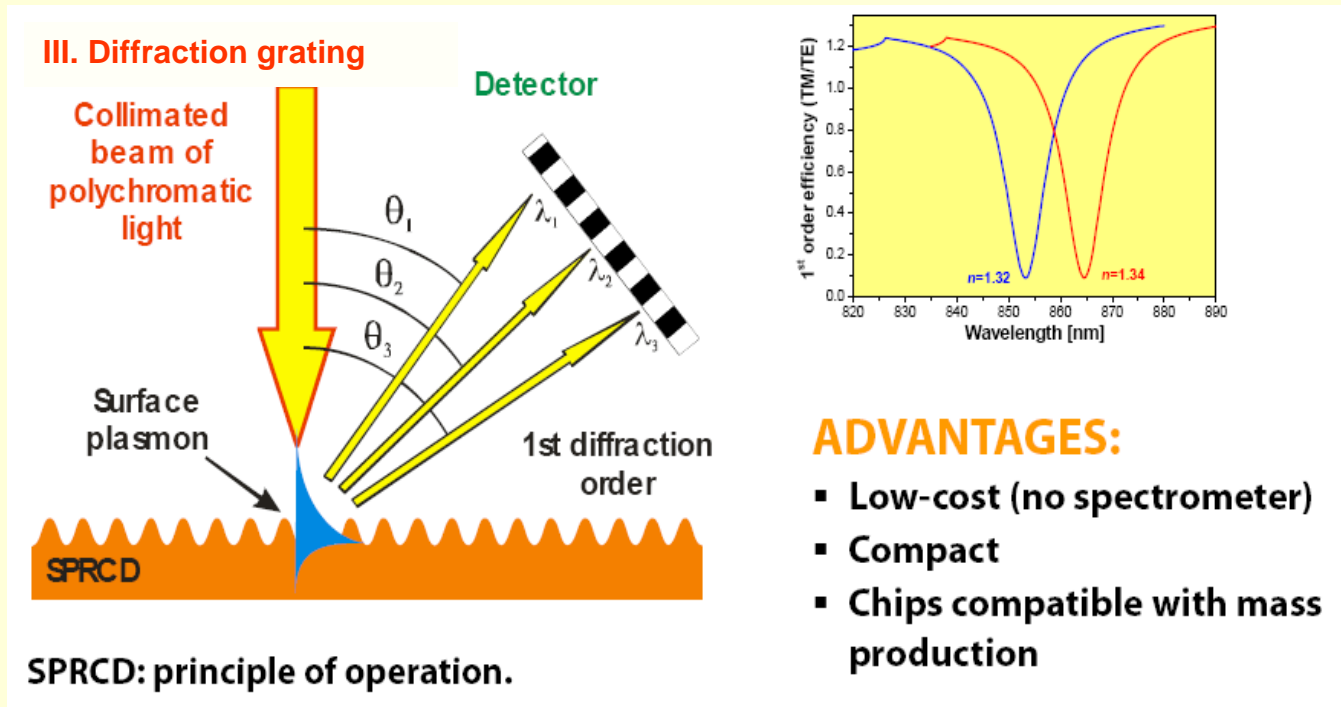 III. Diffraction grating
Collimated
beam of
polychromatic
light
Detector
θ1
θ2
θ3
λ1
λ2
λ3
Surface
plasmon
1st diffraction
order
SPRCD
SPRCD: principle of operation.
1st order efficiency (TM/TE)
1.2
1.0
0.8
0.6
0.4
0.2
0.0
n=1.32
n=1.34
820 830 840 850 860 870 880 890
Wavelength [nm]
ADVANTAGES:
▪ Low-cost (no spectrometer)
▪ Compact
▪ Chips compatible with mass
production